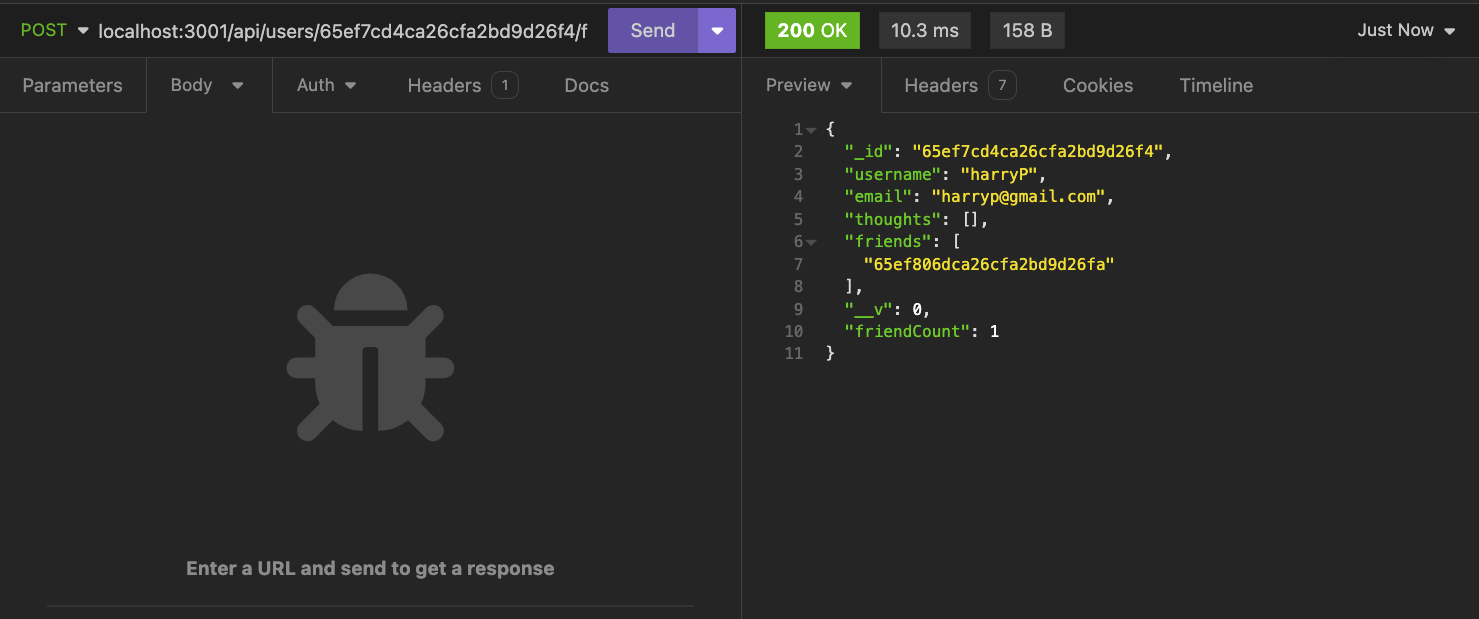 POST localhost:3001/api/users/65ef7cd4ca26cfa2bd9d26f4/f Send 200 OK 10.3 ms 158 B Just Now
Parameters Body Auth Headers 1 Docs Preview Headers 7 Cookies Timeline
1 {
2 "_id": "65ef7cd4ca26cfa2bd9d26f4",
3 "username": "harryP",
4 "email": "harryp@gmail.com",
5 "thoughts": [],
6 "friends": [
7 "65ef806dca26cfa2bd9d26fa"
8 ],
9 "__v": 0,
10 "friendCount": 1
11 }
Enter a URL and send to get a response